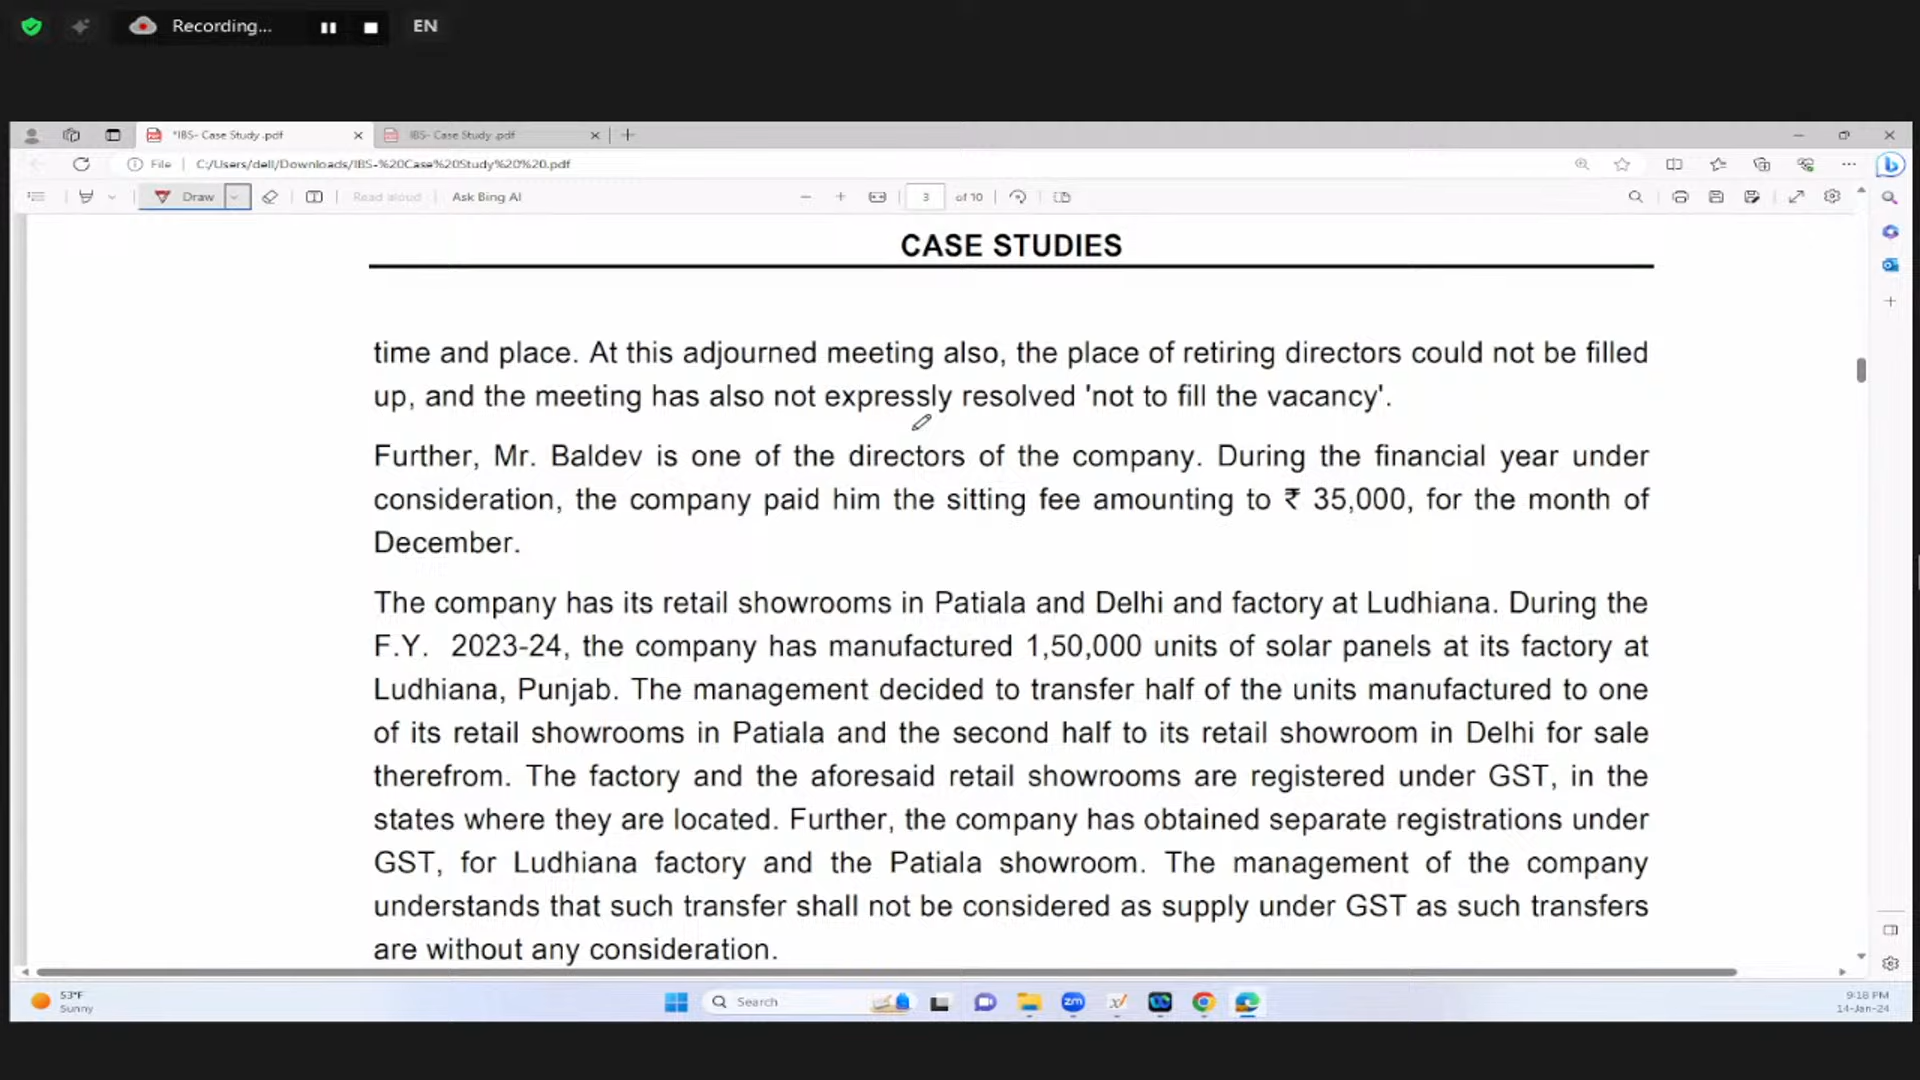 Recording...
EN
*IBS- Case Study .pdf
IBS- Case Study .pdf
File
C:/Users/dell/Downloads/IBS-%20Case%20Study%20%20.pdf
Draw
Read aloud
Ask Bing AI
3
of 10
CASE STUDIES
time and place. At this adjourned meeting also, the place of retiring directors could not be filled
up, and the meeting has also not expressly resolved 'not to fill the vacancy'.
Further, Mr. Baldev is one of the directors of the company. During the financial year under
consideration, the company paid him the sitting fee amounting to ₹ 35,000, for the month of
December.
The company has its retail showrooms in Patiala and Delhi and factory at Ludhiana. During the
F.Y. 2023-24, the company has manufactured 1,50,000 units of solar panels at its factory at
Ludhiana, Punjab. The management decided to transfer half of the units manufactured to one
of its retail showrooms in Patiala and the second half to its retail showroom in Delhi for sale
therefrom. The factory and the aforesaid retail showrooms are registered under GST, in the
states where they are located. Further, the company has obtained separate registrations under
GST, for Ludhiana factory and the Patiala showroom. The management of the company
understands that such transfer shall not be considered as supply under GST as such transfers
are without any consideration.
53°F
Sunny
Search
zm
9:18 PM
14-Jan-24